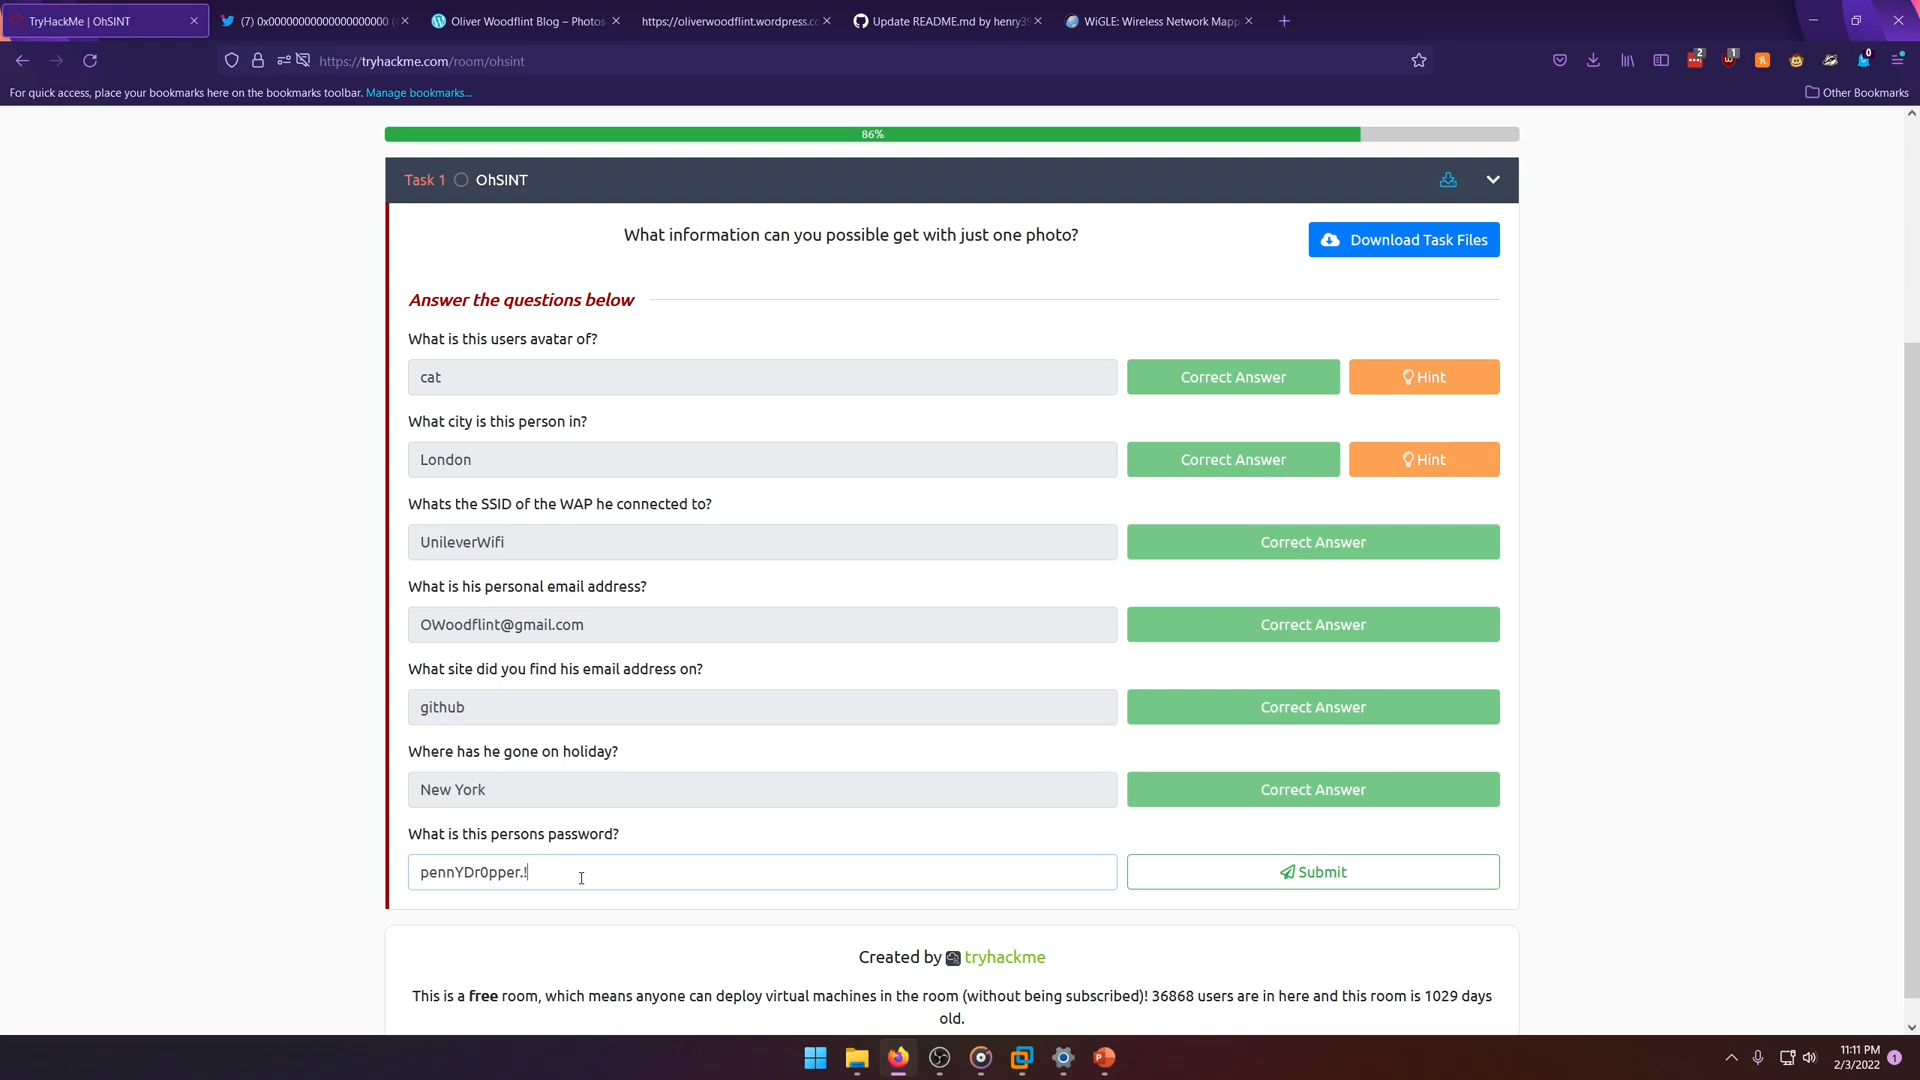 TryHackMe | OhSINT
(7) 0x00000000000000000000 (
Oliver Woodflint Blog – Photos
https://oliverwoodflint.wordpress.co
Update README.md by henry39
WiGLE: Wireless Network Mapp
https://tryhackme.com/room/ohsint
2
1
0
For quick access, place your bookmarks here on the bookmarks toolbar. Manage bookmarks...
Other Bookmarks
86%
Task 1 OhSINT
What information can you possible get with just one photo?
Download Task Files
Answer the questions below
What is this users avatar of?
cat
Correct Answer
Hint
What city is this person in?
London
Correct Answer
Hint
Whats the SSID of the WAP he connected to?
UnileverWifi
Correct Answer
What is his personal email address?
OWoodflint@gmail.com
Correct Answer
What site did you find his email address on?
github
Correct Answer
Where has he gone on holiday?
New York
Correct Answer
What is this persons password?
pennYDr0pper.!
Submit
Created by tryhackme
This is a free room, which means anyone can deploy virtual machines in the room (without being subscribed)! 36868 users are in here and this room is 1029 days
old.
11:11 PM
2/3/2022
1